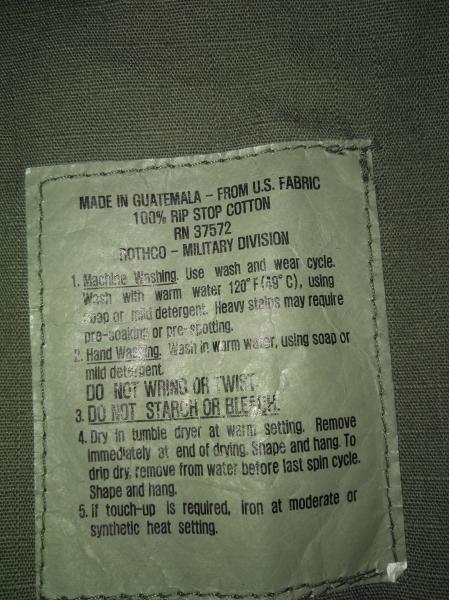 MADE IN GUATEMALA - FROM U.S. FABRIC
100% RIP STOP COTTON
RN 37572
ROTHCO - MILITARY DIVISION
1. Machine Washing. Use wash and wear cycle.
Wash with warm water 120°F (49°C), using
soap or mild detergent. Heavy stains may require
pre-soaking or pre-spotting.
2. Hand Washing. Wash in warm water, using soap or
mild detergent.
DO NOT WRING OR TWIST
3. DO NOT STARCH OR BLEACH.
4. Dry in tumble dryer at warm setting. Remove
immediately at end of drying. Shape and hang. To
drip dry, remove from water before last spin cycle.
Shape and hang.
5. If touch-up is required, iron at moderate or
synthetic heat setting.